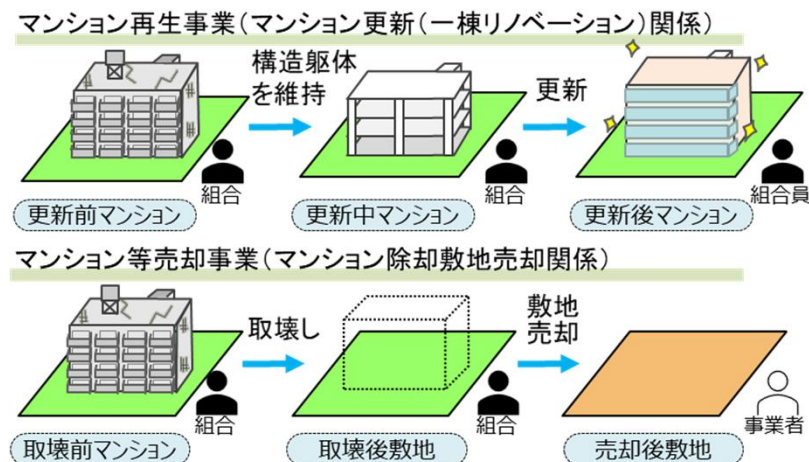 マンション再生事業(マンション更新(一棟リノベーション)関係)
構造躯体
を維持
更新
組合
組合
組合員
更新前マンション
更新中マンション
更新後マンション
マンション等売却事業(マンション除却敷地売却関係)
取壊し
敷地
売却
組合
組合
事業者
取壊前マンション
取壊後敷地
売却後敷地